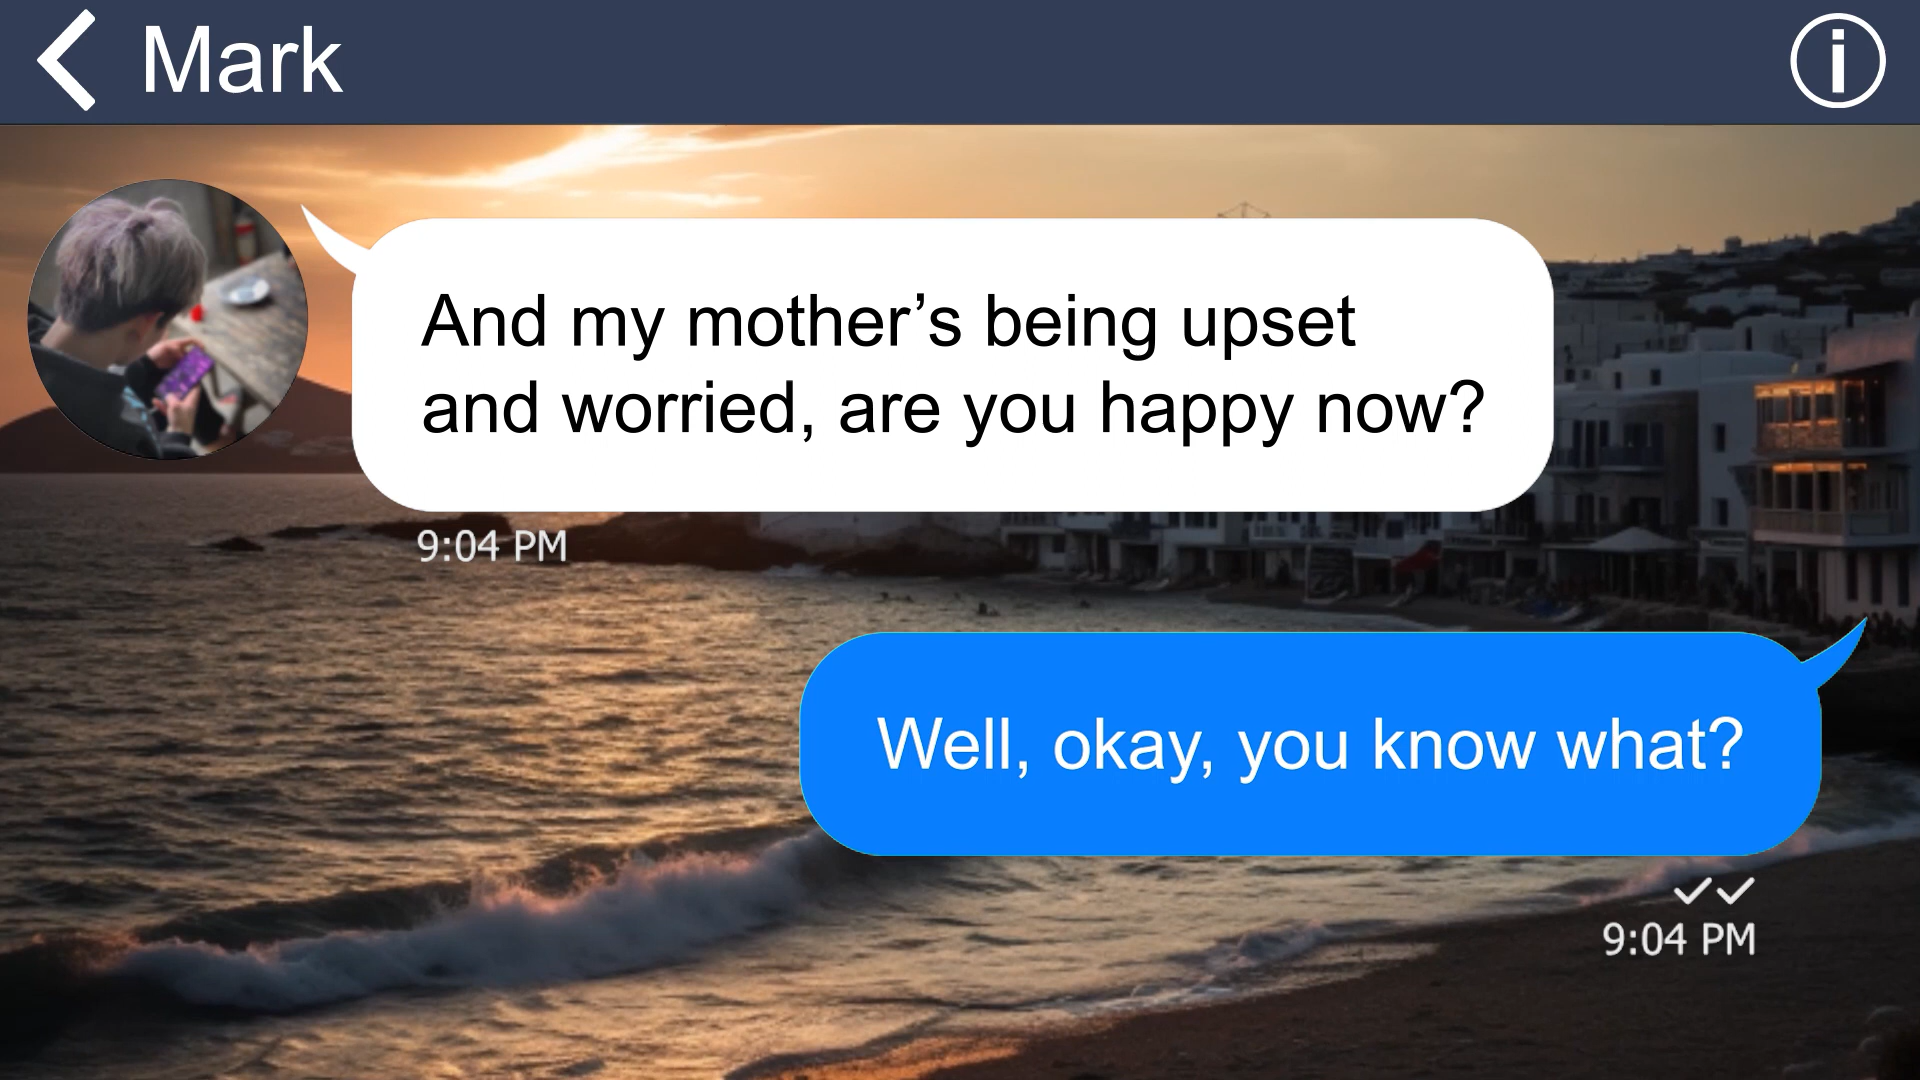 Mark
And my mother’s being upset
and worried, are you happy now?
9:04 PM
Well, okay, you know what?
9:04 PM